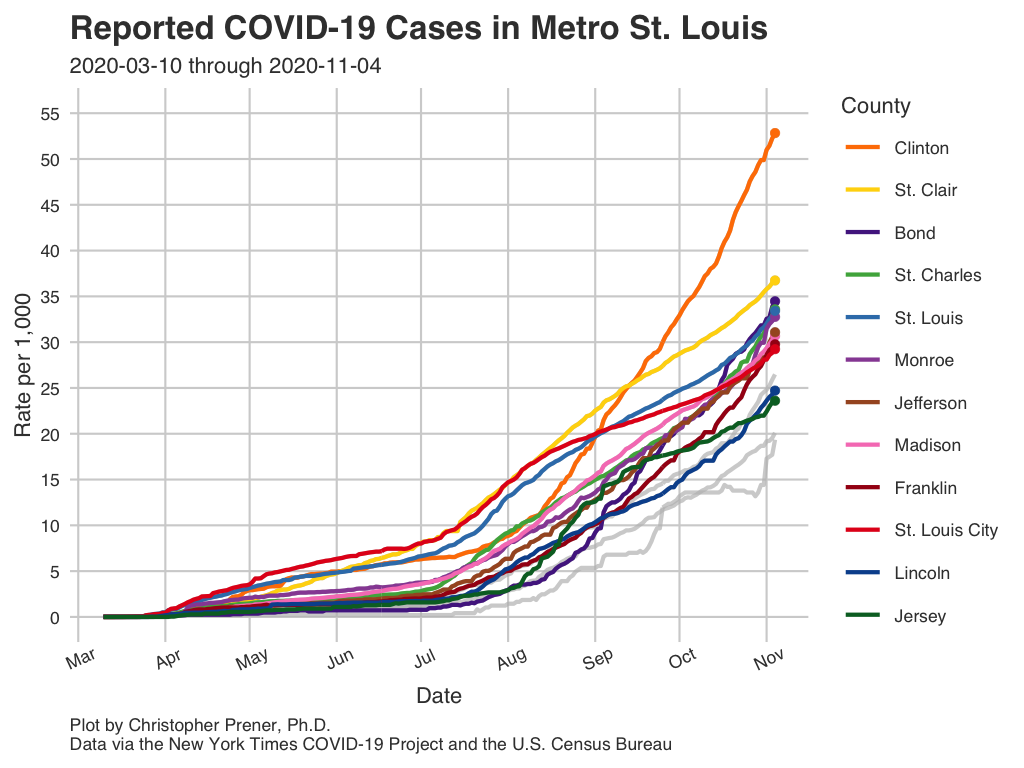 Reported COVID-19 Cases in Metro St. Louis
2020-03-10 through 2020-11-04
Rate per 1,000
55
50
45
40
35
30
25
20
15
10
5
0
Mar
Apr
May
Jun
Jul
Aug
Sep
Oct
Nov
Date
County
Clinton
St. Clair
Bond
St. Charles
St. Louis
Monroe
Jefferson
Madison
Franklin
St. Louis City
Lincoln
Jersey
Plot by Christopher Prener, Ph.D.
Data via the New York Times COVID-19 Project and the U.S. Census Bureau